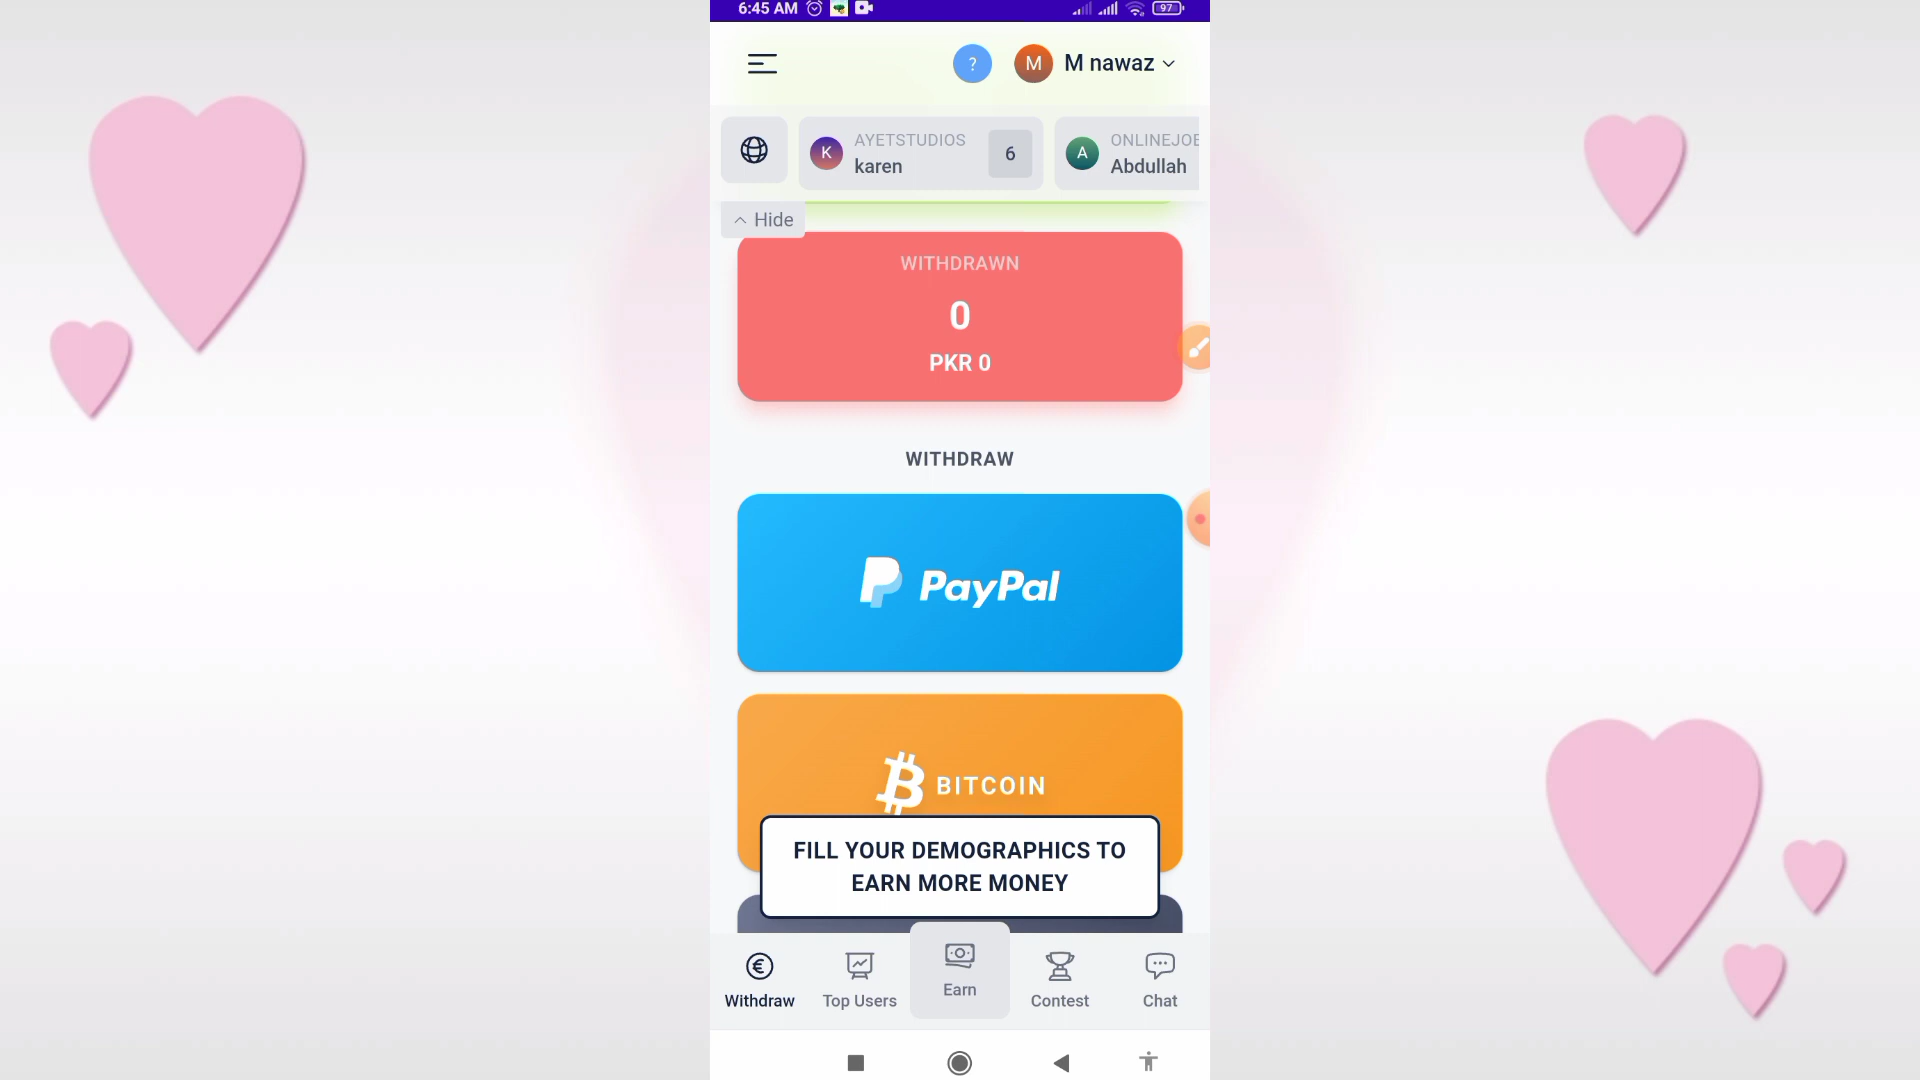 6:45 AM
97
?
M
M nawaz
K
AYETSTUDIOS
karen
6
A
ONLINEJOB
Abdullah
Hide
WITHDRAWN
0
PKR 0
WITHDRAW
PayPal
BITCOIN
FILL YOUR DEMOGRAPHICS TO
EARN MORE MONEY
Withdraw
Top Users
Earn
Contest
Chat